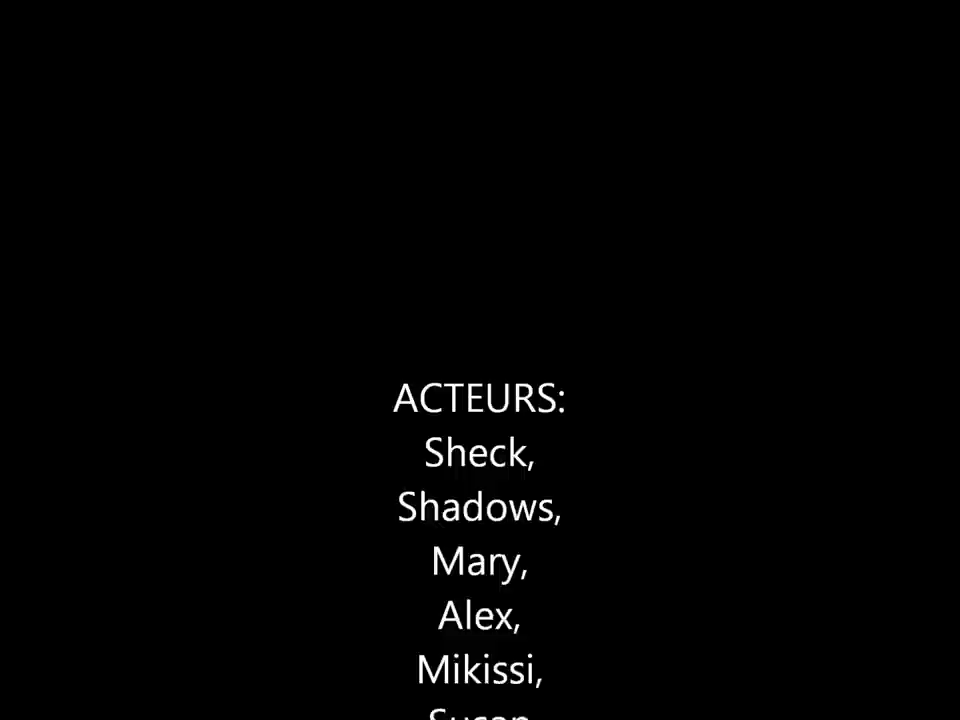 ACTEURS:
Sheck,
Shadows,
Mary,
Alex,
Mikissi,